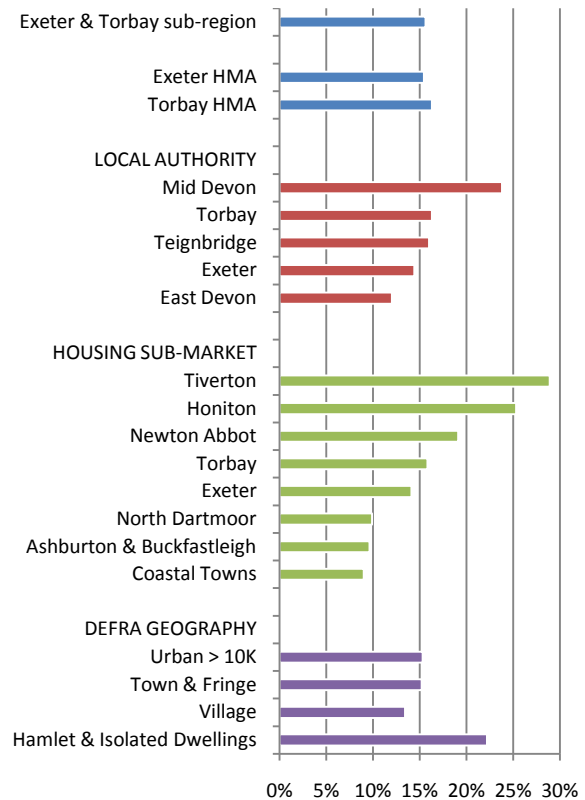 Exeter & Torbay sub-region
Exeter HMA
Torbay HMA
LOCAL AUTHORITY
Mid Devon
Torbay
Teignbridge
Exeter
East Devon
HOUSING SUB-MARKET
Tiverton
Honiton
Newton Abbot
Torbay
Exeter
North Dartmoor
Ashburton & Buckfastleigh
Coastal Towns
DEFRA GEOGRAPHY
Urban > 10K
Town & Fringe
Village
Hamlet & Isolated Dwellings
0% 5% 10% 15% 20% 25% 30%